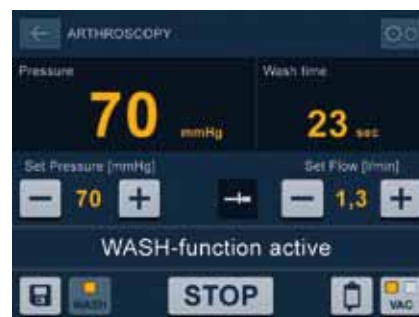 ARTHROSCOPY
Pressure Wash time
70 mmHg 23 sec
Set Pressure [mmHg] Set Flow [l/min]
70 1,3
WASH-function active
WASH STOP VAC